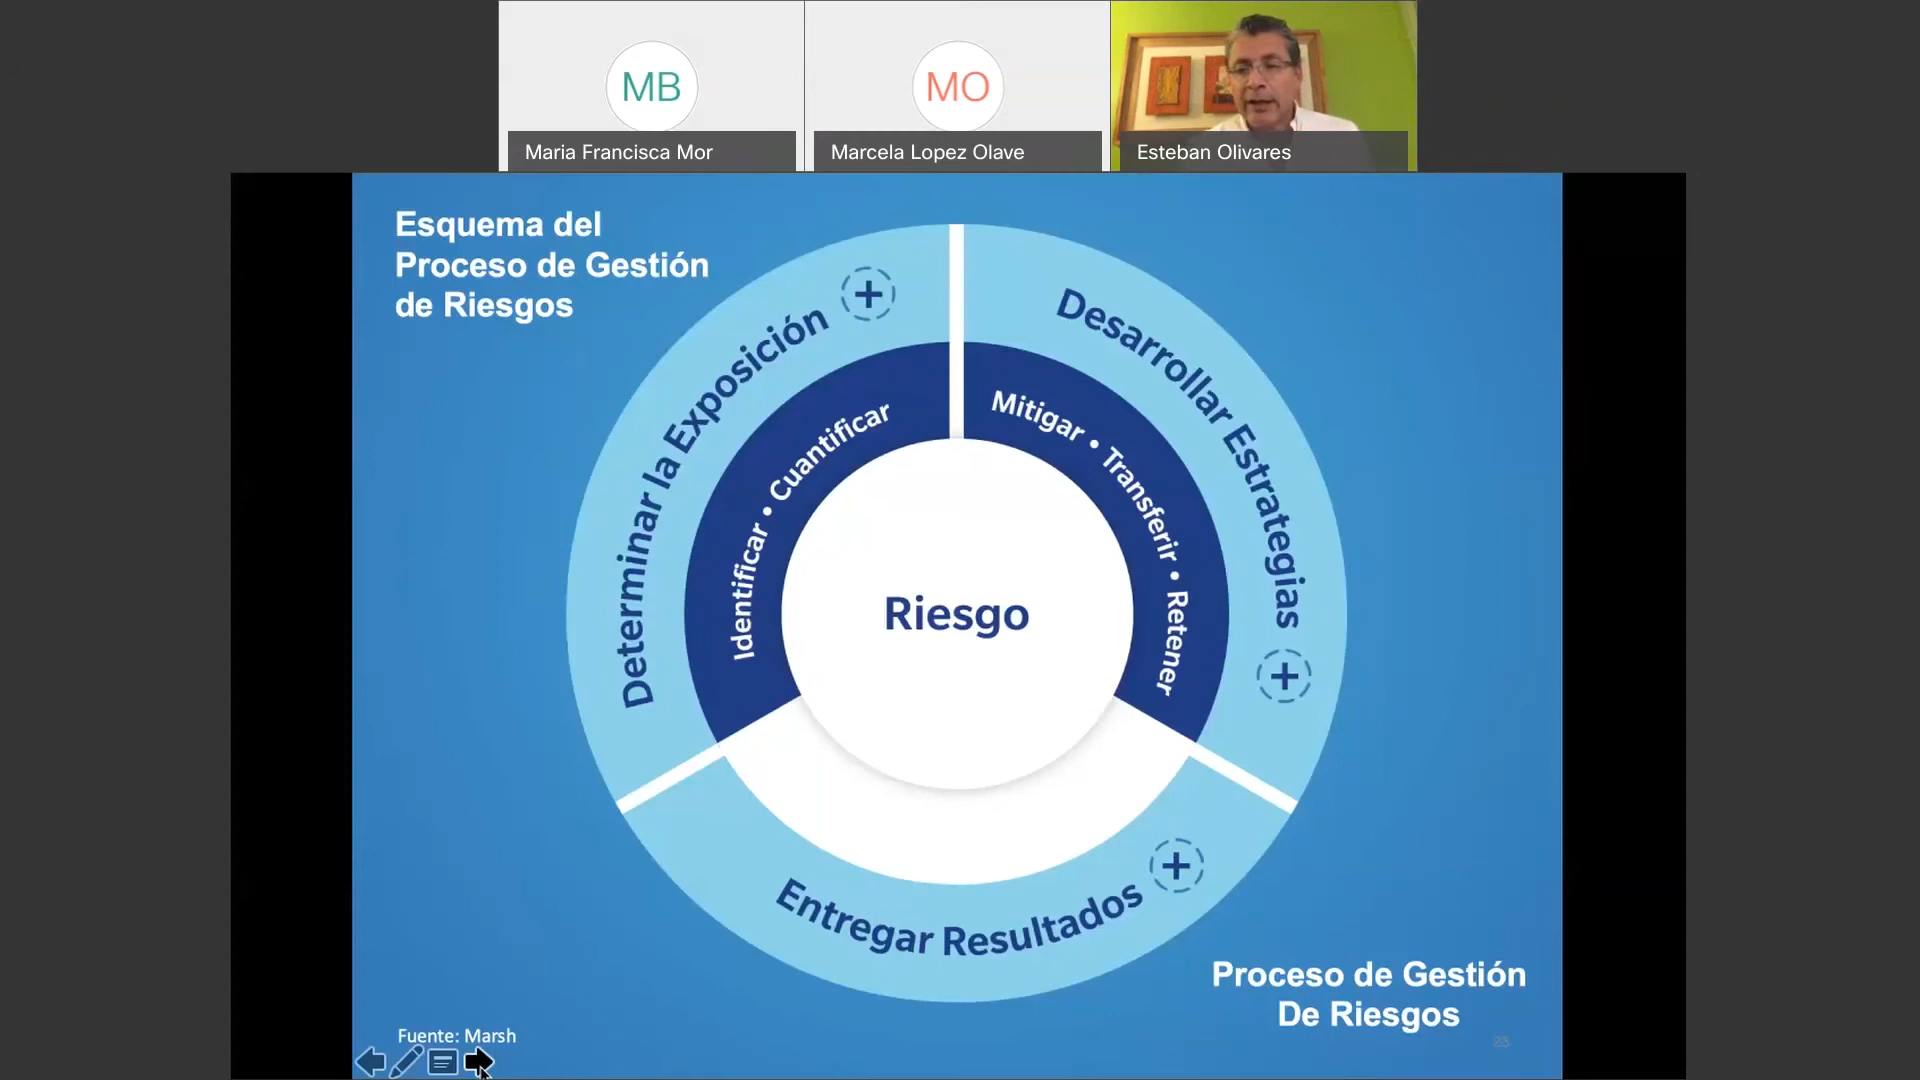 MB
MO
Maria Francisca Mor
Marcela Lopez Olave
Esteban Olivares
Esquema del
Proceso de Gestión
de Riesgos
Determinar la Exposición
Desarrollar Estrategias
Identificar • Cuantificar
Mitigar • Transferir • Retener
Riesgo
Entregar Resultados
Proceso de Gestión
De Riesgos
Fuente: Marsh
23